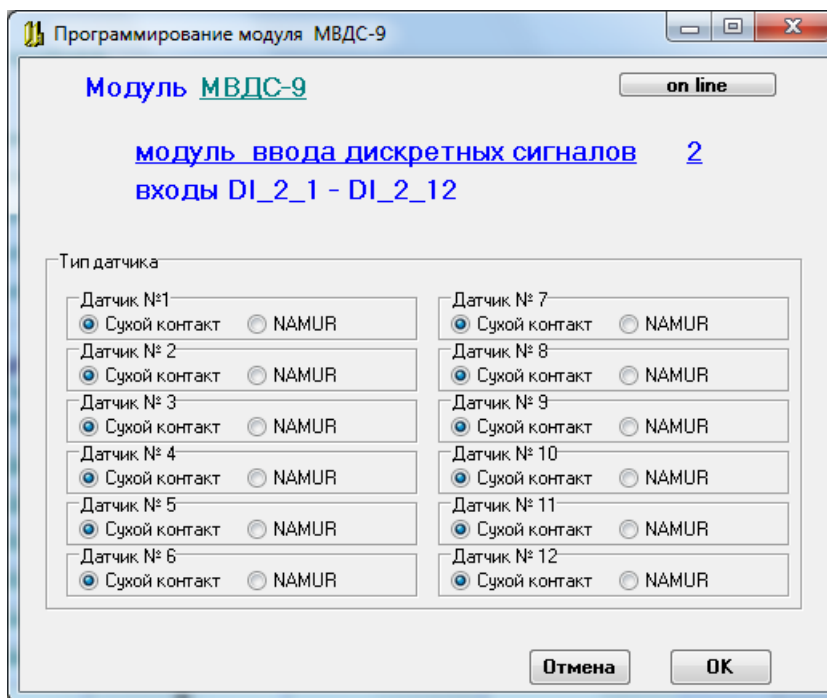 Программирование модуля МВДС-9
Модуль МВДС-9
on line
модуль ввода дискретных сигналов 2
входы DI_2_1 - DI_2_12
Тип датчика
Датчик №1
Сухой контакт NAMUR
Датчик № 2
Сухой контакт NAMUR
Датчик № 3
Сухой контакт NAMUR
Датчик № 4
Сухой контакт NAMUR
Датчик № 5
Сухой контакт NAMUR
Датчик № 6
Сухой контакт NAMUR
Датчик № 7
Сухой контакт NAMUR
Датчик № 8
Сухой контакт NAMUR
Датчик № 9
Сухой контакт NAMUR
Датчик № 10
Сухой контакт NAMUR
Датчик № 11
Сухой контакт NAMUR
Датчик № 12
Сухой контакт NAMUR
Отмена
OK